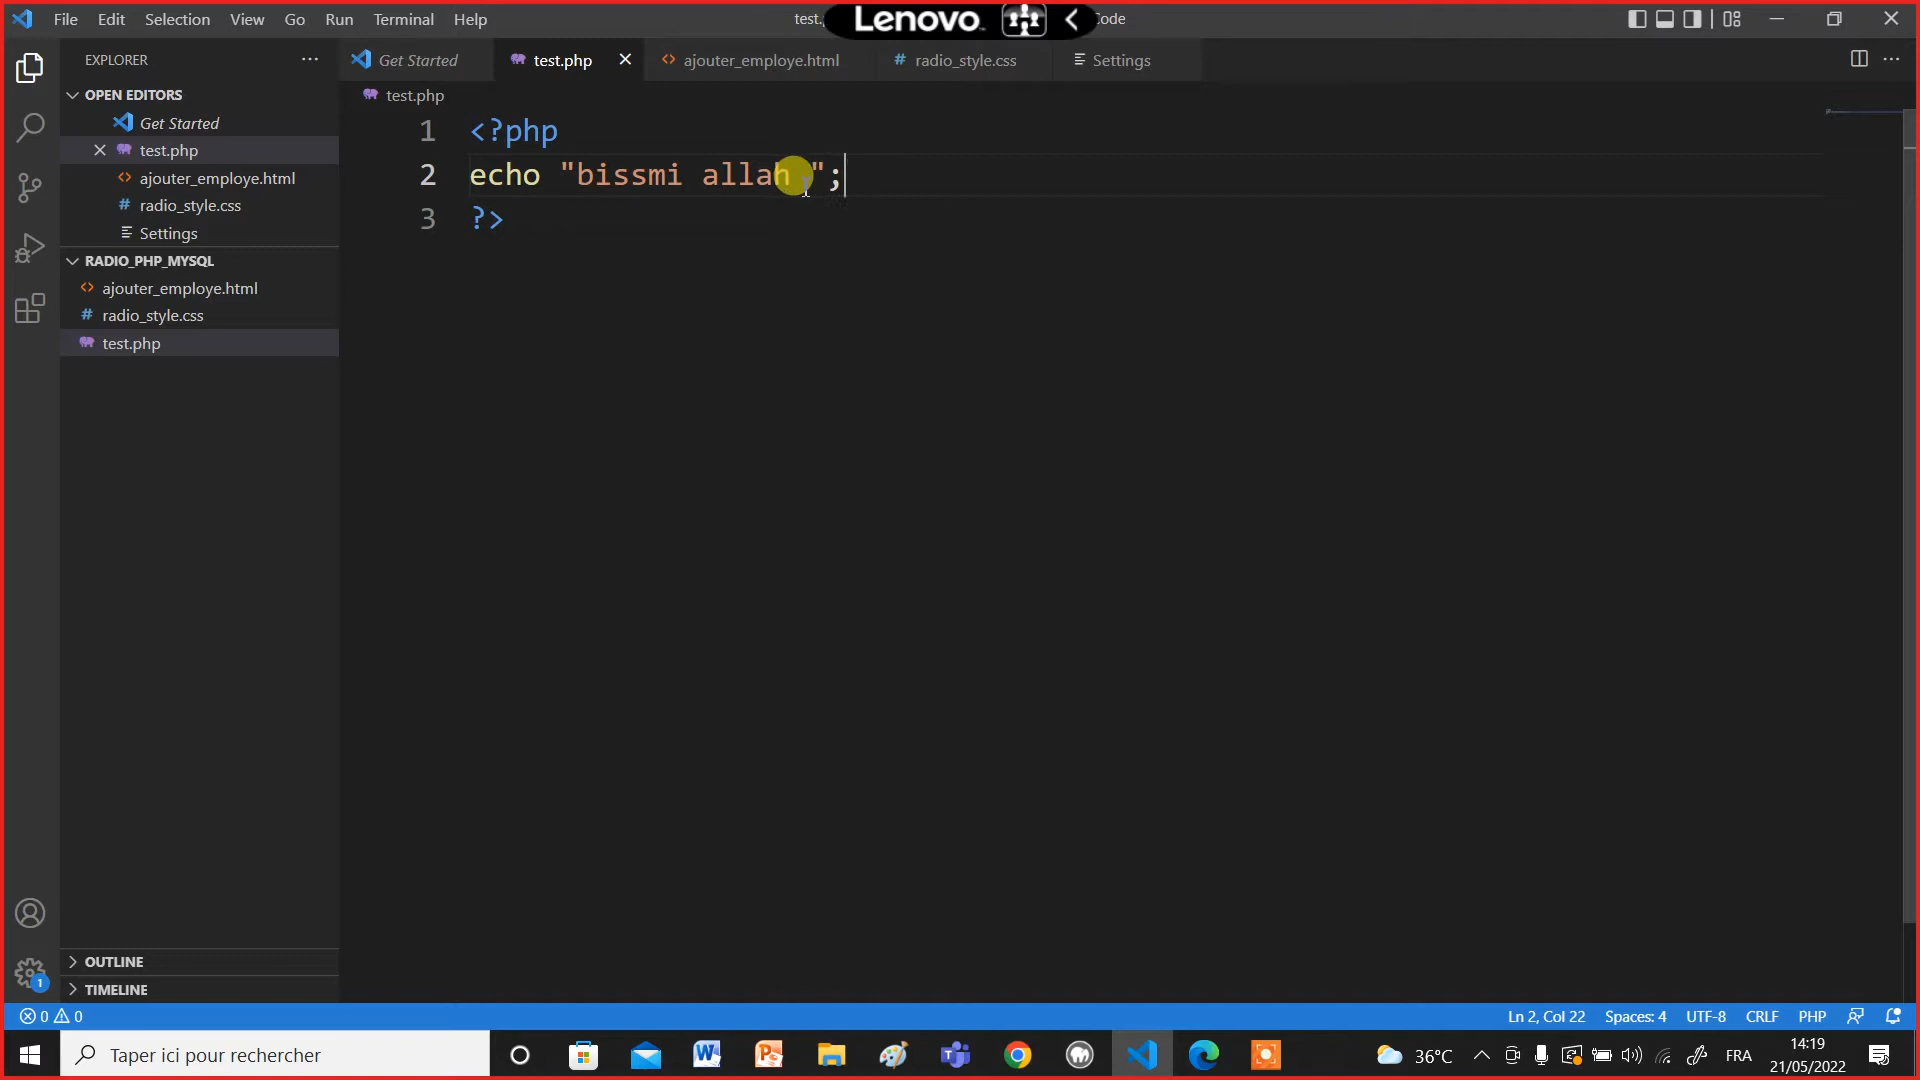 File Edit Selection View Go Run Terminal Help
test.
Lenovo
Code
EXPLORER
Get Started
test.php
ajouter_employe.html
radio_style.css
Settings
OPEN EDITORS
Get Started
test.php
ajouter_employe.html
radio_style.css
Settings
RADIO_PHP_MYSQL
ajouter_employe.html
radio_style.css
test.php
OUTLINE
TIMELINE
test.php
1 <?php
2 echo "bissmi allah ";
3 ?>
0 0
Ln 2, Col 22 Spaces: 4 UTF-8 CRLF PHP
1
Taper ici pour rechercher
36°C
FRA
14:19
21/05/2022